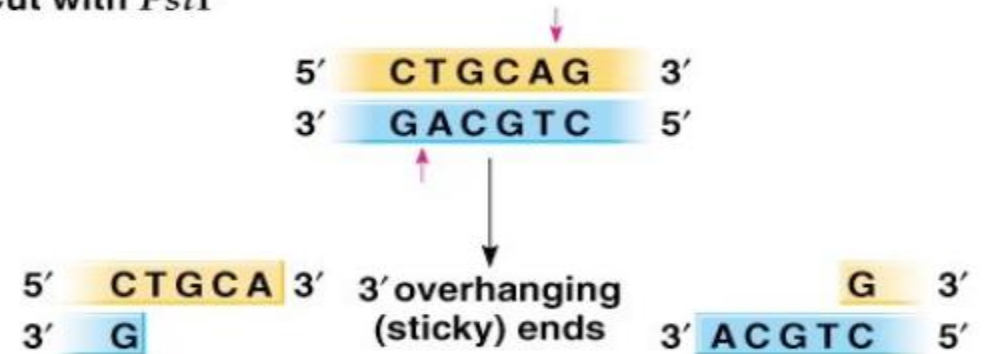 cut with PstI
5′ CTGCAG 3′
3′ GACGTC 5′
5′ CTGCA 3′ 3′ overhanging G 3′
3′ G (sticky) ends 3′ ACGTC 5′